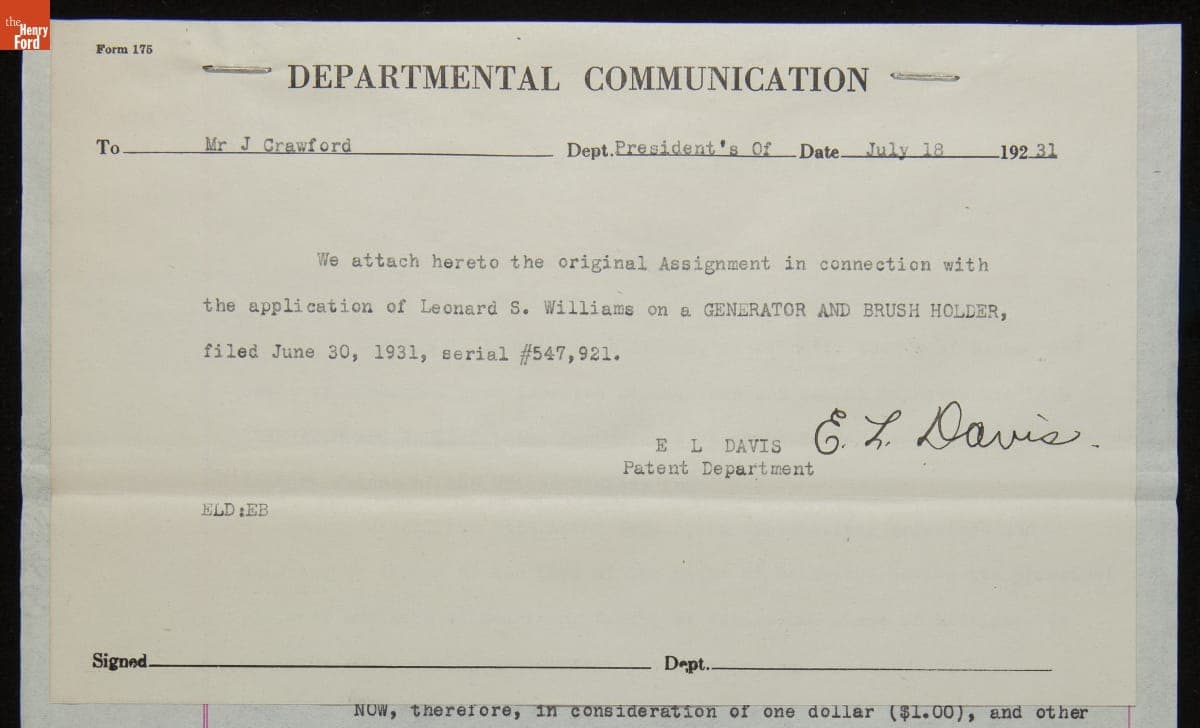 the
Henry
Ford
Form 175
DEPARTMENTAL COMMUNICATION
To Mr J Crawford Dept. President's Of Date July 18 192 31
We attach hereto the original Assignment in connection with
the application of Leonard S. Williams on a GENERATOR AND BRUSH HOLDER,
filed June 30, 1931, serial #547,921.
E L DAVIS E. L. Davis.
Patent Department
ELD:EB
Signed Dept.
NOW, therefore, in consideration of one dollar ($1.00), and other